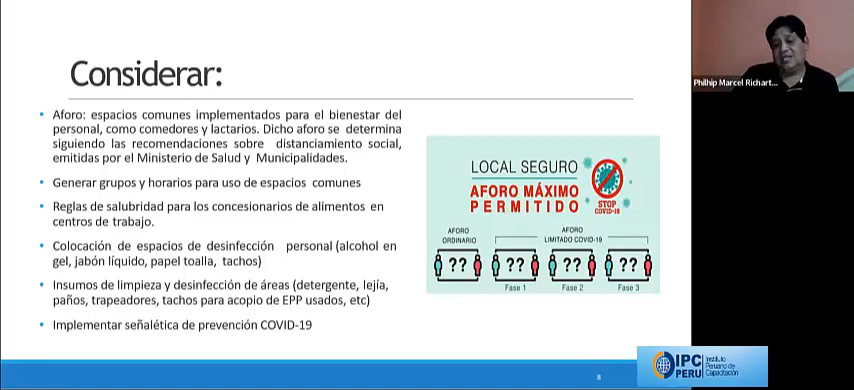 Considerar:
• Aforo: espacios comunes implementados para el bienestar del
personal, como comedores y lactarios. Dicho aforo se determina
siguiendo las recomendaciones sobre distanciamiento social,
emitidas por el Ministerio de Salud y Municipalidades.
• Generar grupos y horarios para uso de espacios comunes
• Reglas de salubridad para los concesionarios de alimentos en
centros de trabajo.
• Colocación de espacios de desinfección personal (alcohol en
gel, jabón líquido, papel toalla, tachos)
• Insumos de limpieza y desinfección de áreas (detergente, lejía,
paños, trapeadores, tachos para acopio de EPP usados, etc)
• Implementar señalética de prevención COVID-19
LOCAL SEGURO
AFORO MÁXIMO
PERMITIDO
STOP
COVID-19
AFORO
ORDINARIO
AFORO
LIMITADO COVID-19
?? ?? ?? ??
Fase 1 Fase 2 Fase 3
8
Philhip Marcel Richart...
IPC
PERU
Instituto
Peruano de
Capacitación